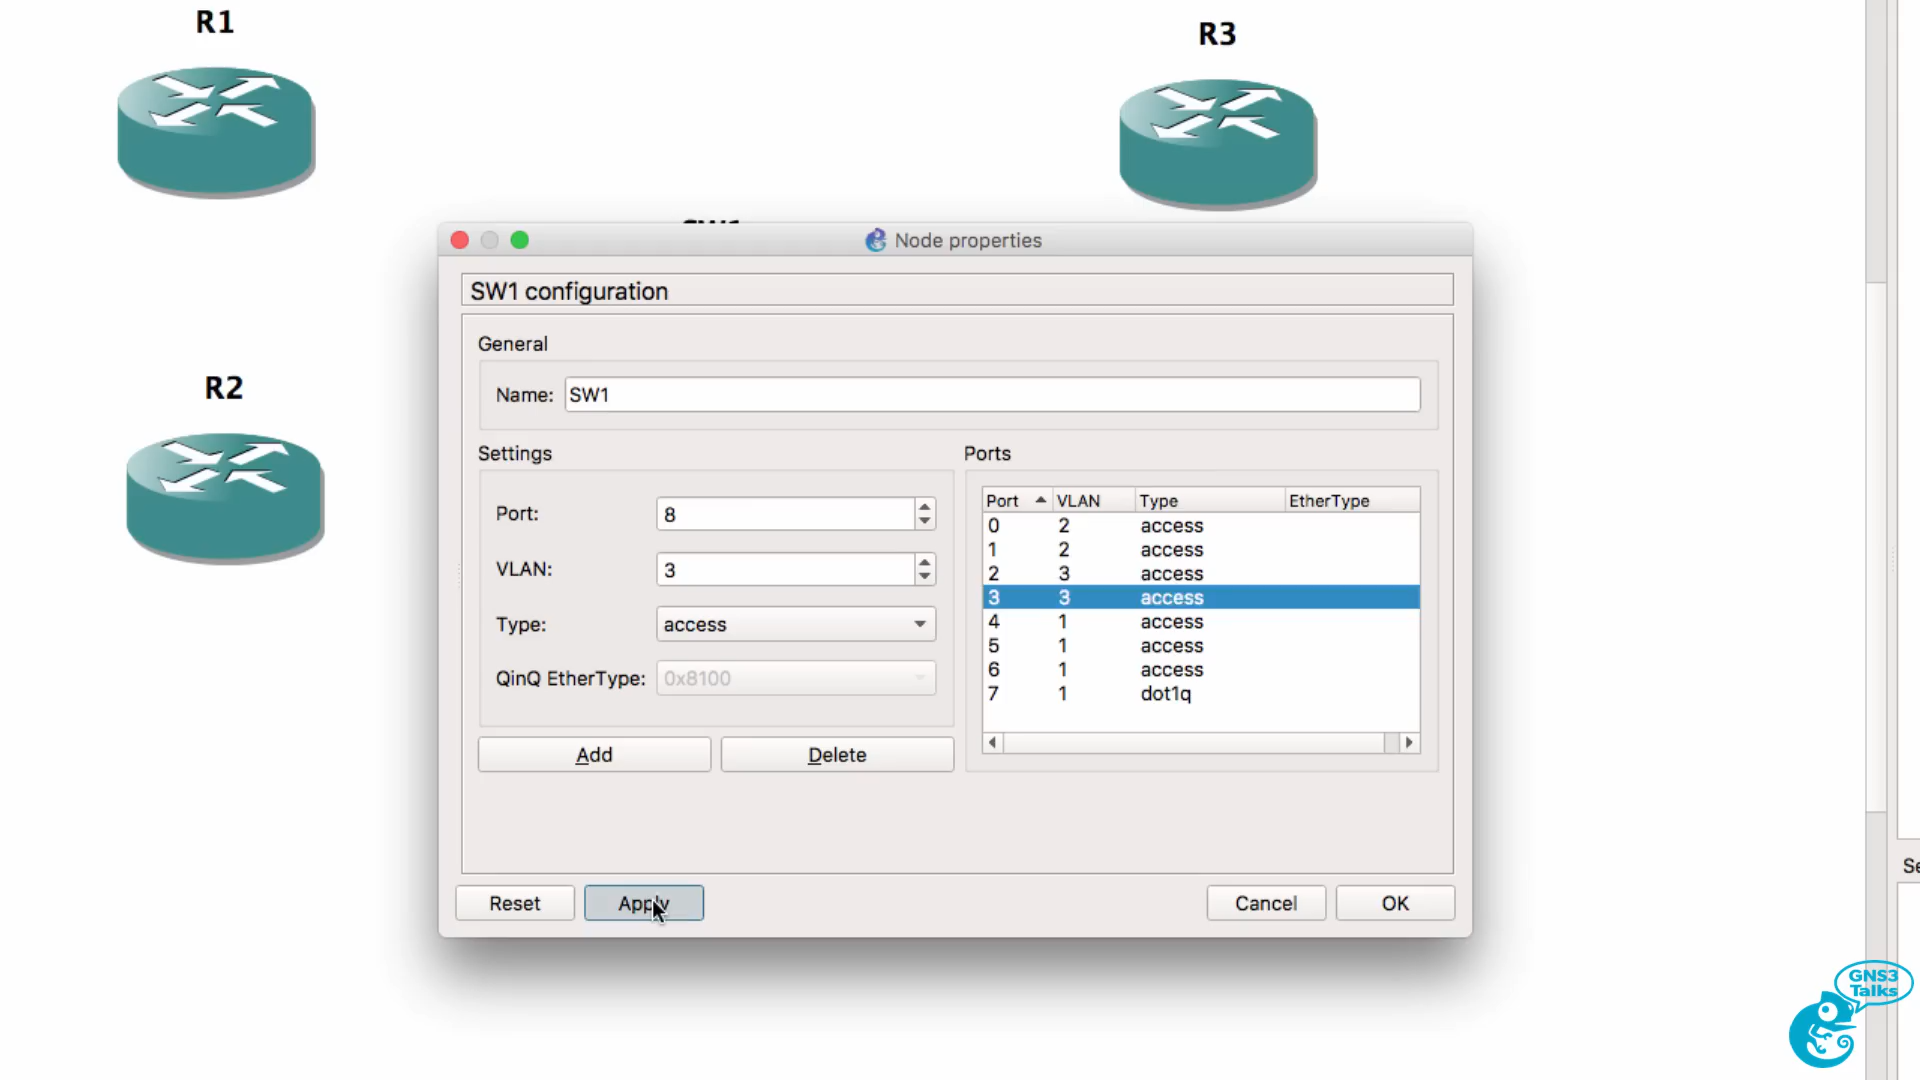 R1
R3
R2
Node properties
SW1 configuration
General
Name: SW1
Settings
Port: 8
VLAN: 3
Type: access
QinQ EtherType: 0x8100
Add Delete
Ports
Port VLAN Type EtherType
0 2 access
1 2 access
2 3 access
3 3 access
4 1 access
5 1 access
6 1 access
7 1 dot1q
Reset Apply Cancel OK
GNS3
Talks